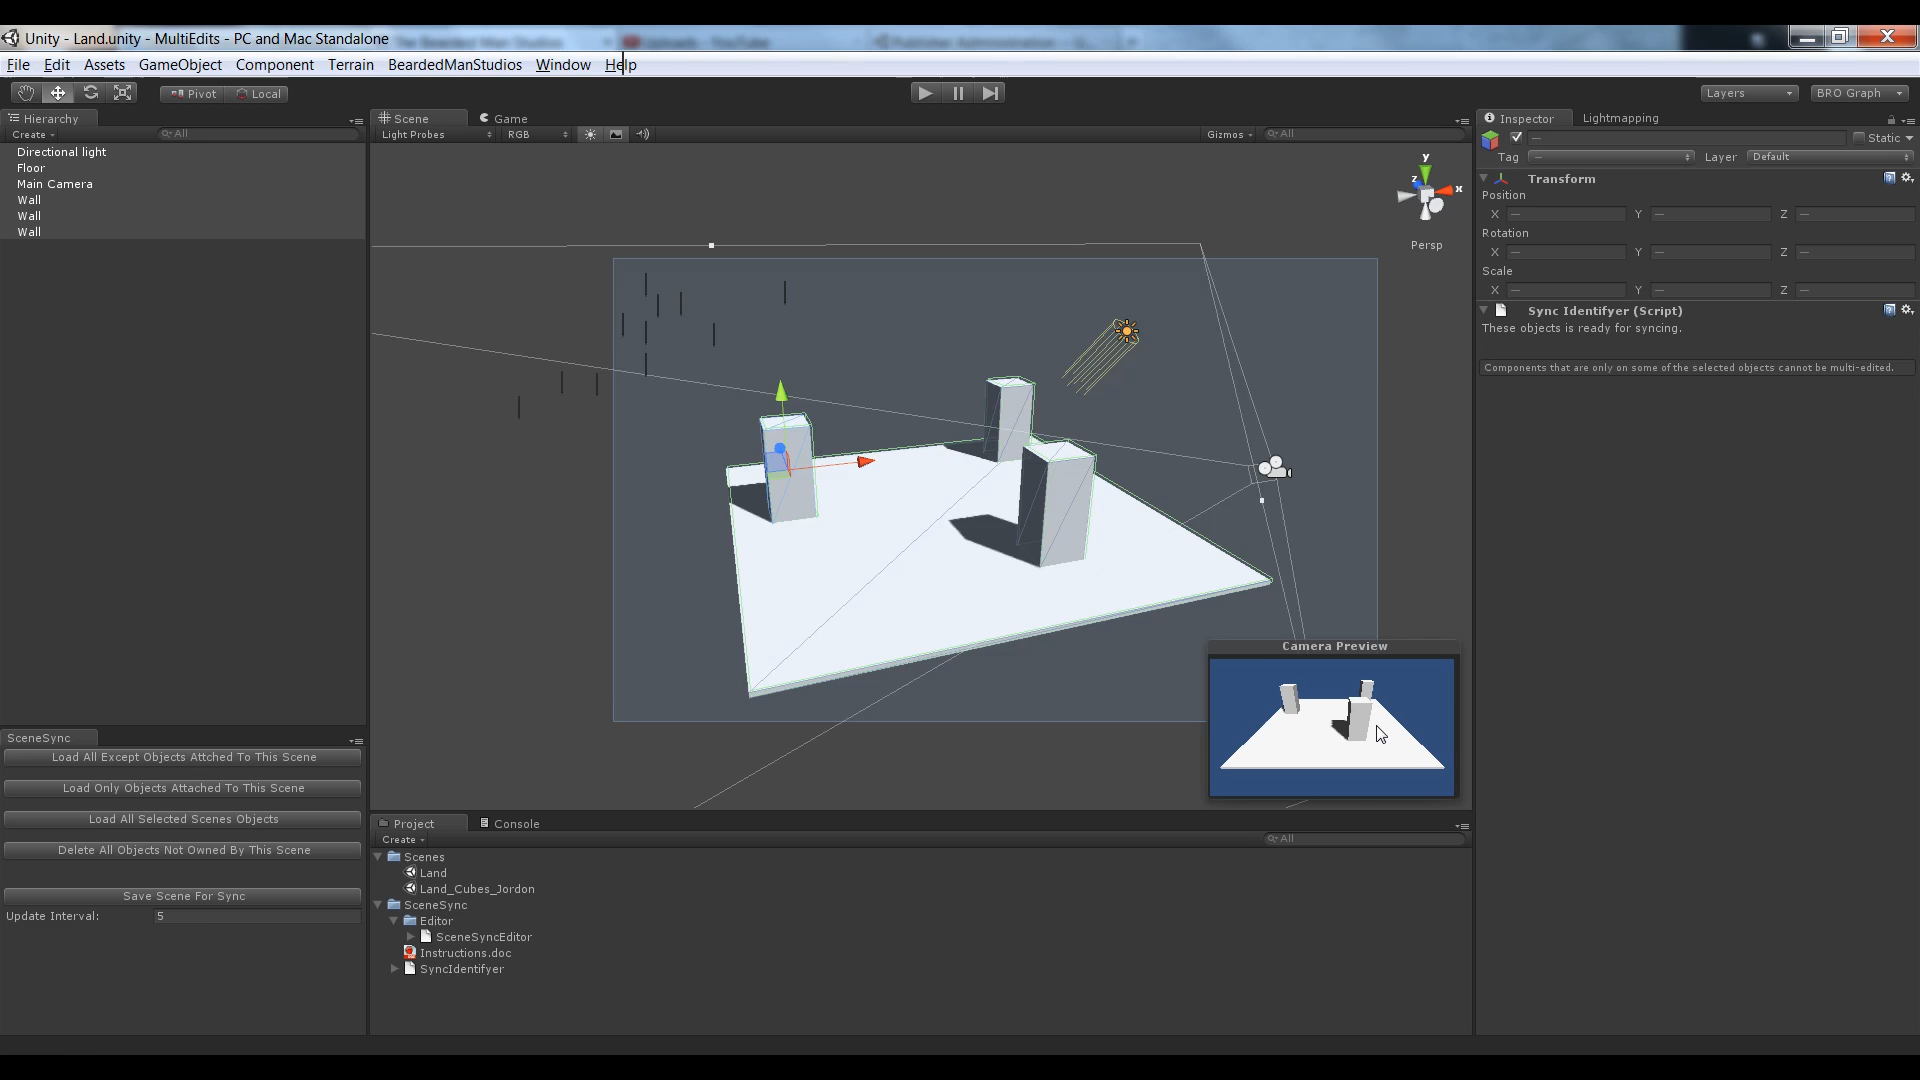 Unity - Land.unity - MultiEdits - PC and Mac Standalone
File Edit Assets GameObject Component Terrain BeardedManStudios Window Help
Pivot Local Layers BRO Graph
Hierarchy
Create All
Directional light
Floor
Main Camera
Wall
Wall
Wall
SceneSync
Load All Except Objects Attched To This Scene
Load Only Objects Attached To This Scene
Load All Selected Scenes Objects
Delete All Objects Not Owned By This Scene
Save Scene For Sync
Update Interval: 5
Scene Game
Light Probes RGB Gizmos All
y
z x
Persp
Camera Preview
Project Console
Create All
Scenes
Land
Land_Cubes_Jordon
SceneSync
Editor
SceneSyncEditor
Instructions.doc
SyncIdentifyer
Inspector Lightmapping
— Static
Tag — Layer Default
Transform
Position
X — Y — Z —
Rotation
X — Y — Z —
Scale
X — Y — Z —
Sync Identifyer (Script)
These objects is ready for syncing.
Components that are only on some of the selected objects cannot be multi-edited.